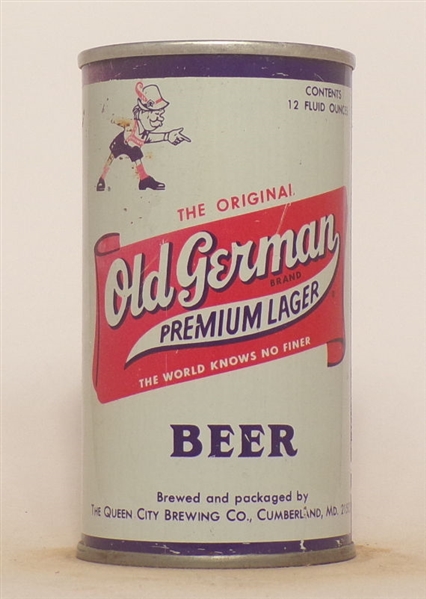 CONTENTS
12 FLUID OUNCES
THE ORIGINAL
Old German
BRAND
PREMIUM LAGER
THE WORLD KNOWS NO FINER
BEER
Brewed and packaged by
THE QUEEN CITY BREWING CO., CUMBERLAND, MD.